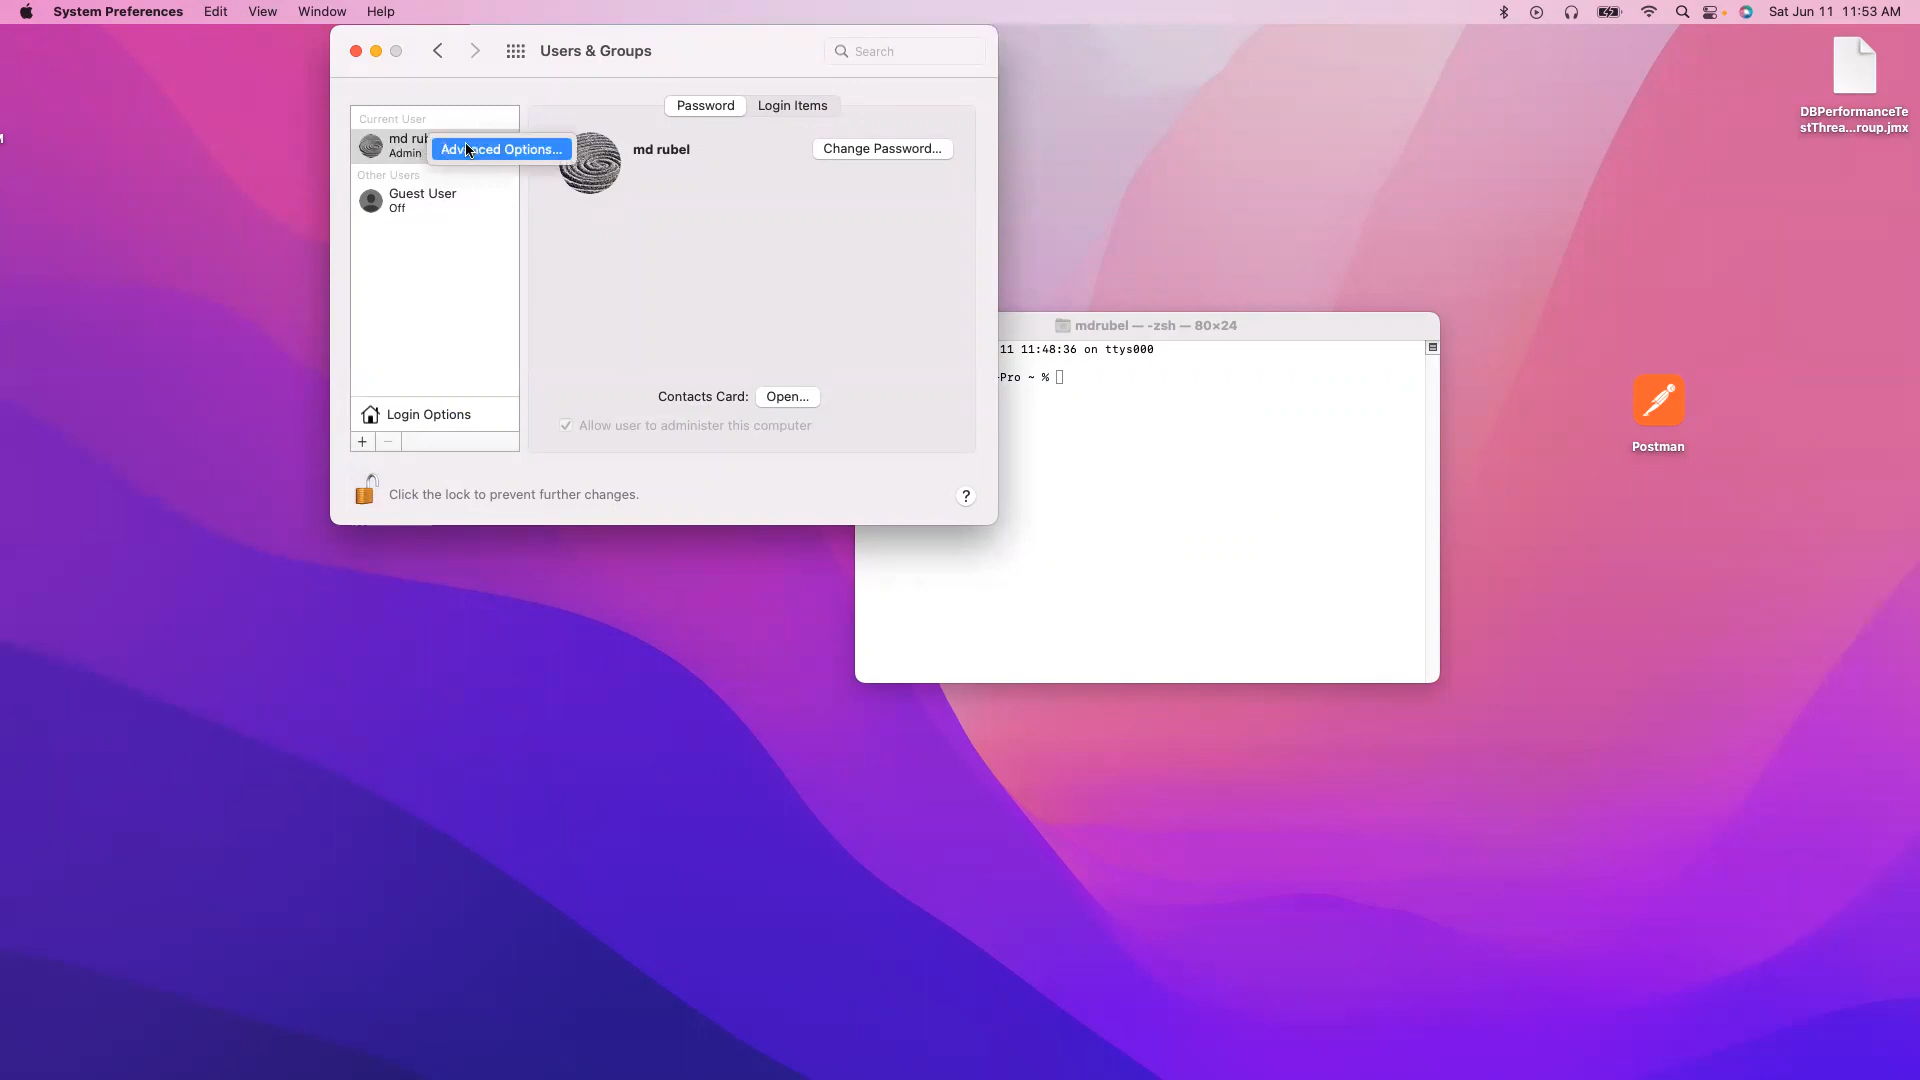 System Preferences Edit View Window Help
Sat Jun 11 11:53 AM
Users & Groups
Search
Password Login Items
Current User
md
Admin
Advanced Options...
Other Users
Guest User
Off
Login Options
+ −
md rubel
Change Password...
Contacts Card: Open...
Allow user to administer this computer
Click the lock to prevent further changes.
?
mdrubel — -zsh — 80×24
11 11:48:36 on ttys000
-Pro ~ %
DBPerformanceTe
stThrea...roup.jmx
Postman